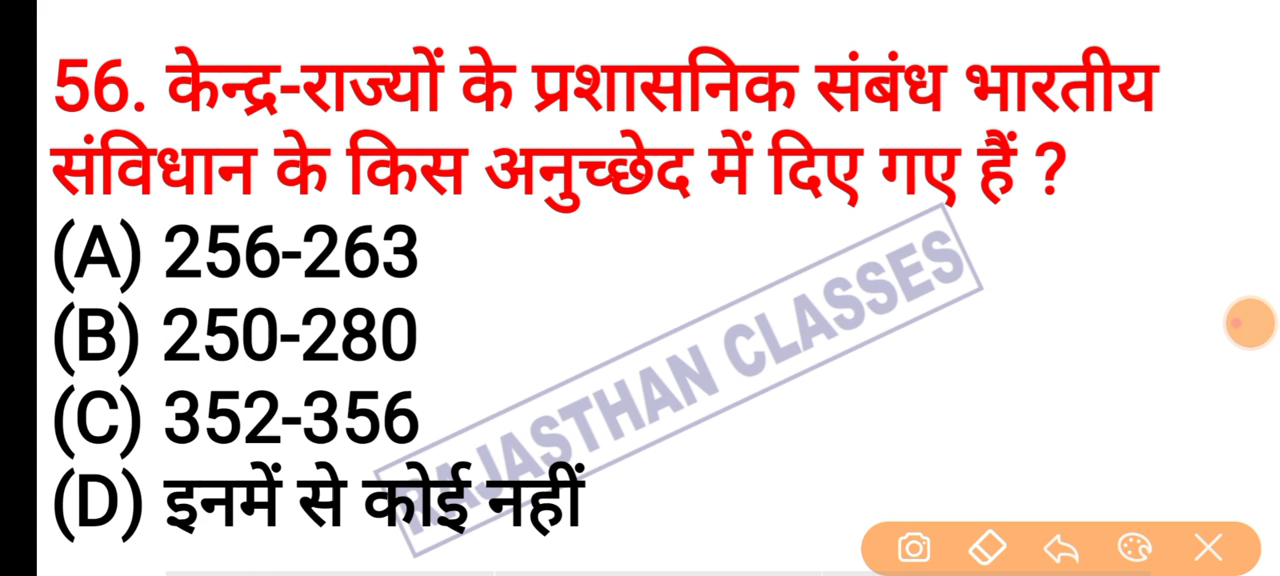 56. केन्द्र-राज्यों के प्रशासनिक संबंध भारतीय
संविधान के किस अनुच्छेद में दिए गए हैं ?
(A) 256-263
(B) 250-280
(C) 352-356
(D) इनमें से कोई नहीं
RAJASTHAN CLASSES